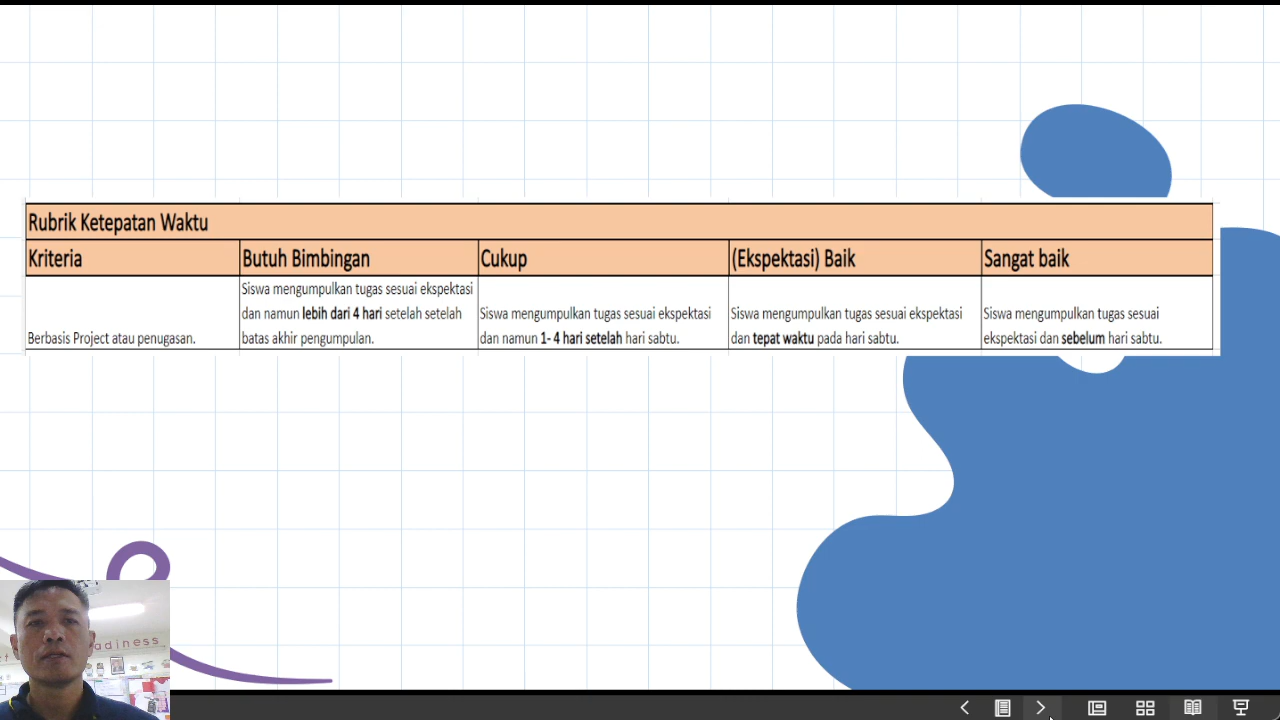 Rubrik Ketepatan Waktu
Kriteria
Butuh Bimbingan
Cukup
(Ekspektasi) Baik
Sangat baik
Berbasis Project atau penugasan.
Siswa mengumpulkan tugas sesuai ekspektasi
dan namun lebih dari 4 hari setelah setelah
batas akhir pengumpulan.
Siswa mengumpulkan tugas sesuai ekspektasi
dan namun 1- 4 hari setelah hari sabtu.
Siswa mengumpulkan tugas sesuai ekspektasi
dan tepat waktu pada hari sabtu.
Siswa mengumpulkan tugas sesuai
ekspektasi dan sebelum hari sabtu.
adiness